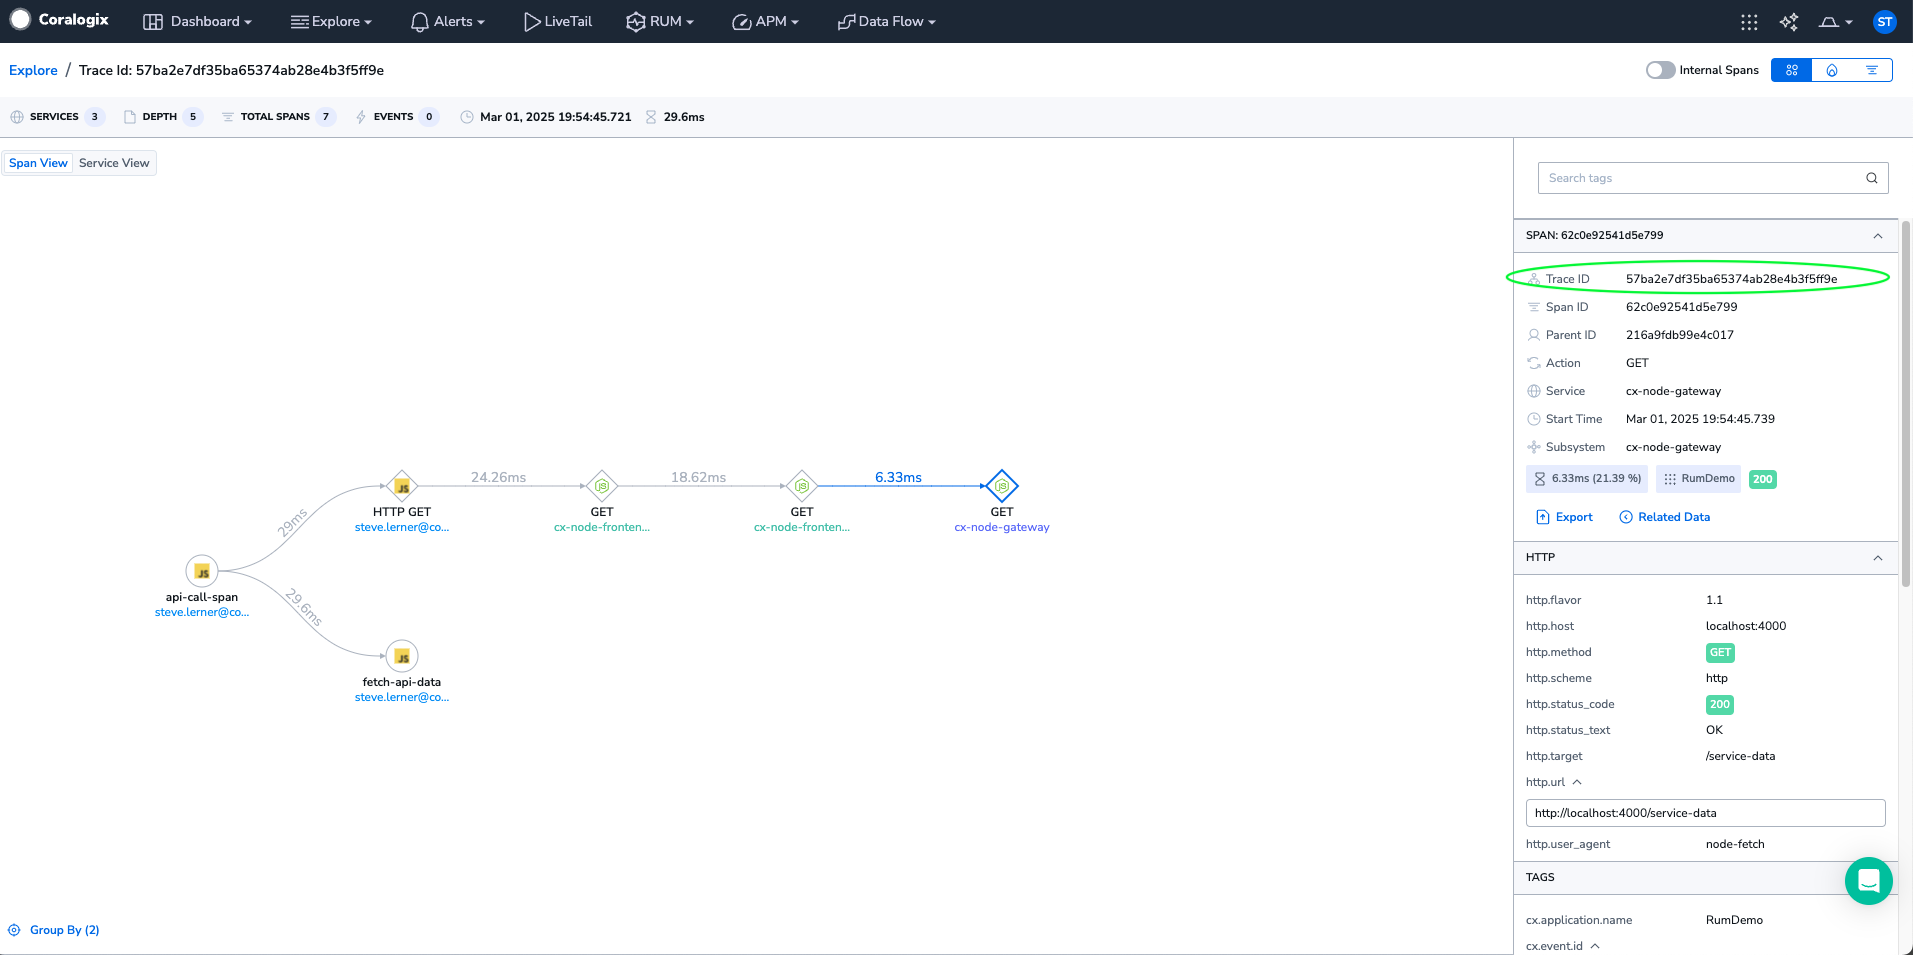 Coralogix Dashboard Explore Alerts LiveTail RUM APM Data Flow ST
Explore / Trace Id: 57ba2e7df35ba65374ab28e4b3f5ff9e Internal Spans
SERVICES 3 DEPTH 5 TOTAL SPANS 7 EVENTS 0 Mar 01, 2025 19:54:45.721 29.6ms
Span View Service View
29ms
24.26ms
18.62ms
6.33ms
JS
HTTP GET
steve.lerner@co...
GET
cx-node-fronten...
GET
cx-node-fronten...
GET
cx-node-gateway
JS
api-call-span
steve.lerner@co...
29.6ms
JS
fetch-api-data
steve.lerner@co...
Group By (2)
Search tags
SPAN: 62c0e92541d5e799
Trace ID 57ba2e7df35ba65374ab28e4b3f5ff9e
Span ID 62c0e92541d5e799
Parent ID 216a9fdb99e4c017
Action GET
Service cx-node-gateway
Start Time Mar 01, 2025 19:54:45.739
Subsystem cx-node-gateway
6.33ms (21.39 %) RumDemo 200
Export Related Data
HTTP
http.flavor 1.1
http.host localhost:4000
http.method GET
http.scheme http
http.status_code 200
http.status_text OK
http.target /service-data
http.url
http://localhost:4000/service-data
http.user_agent node-fetch
TAGS
cx.application.name RumDemo
cx.event.id